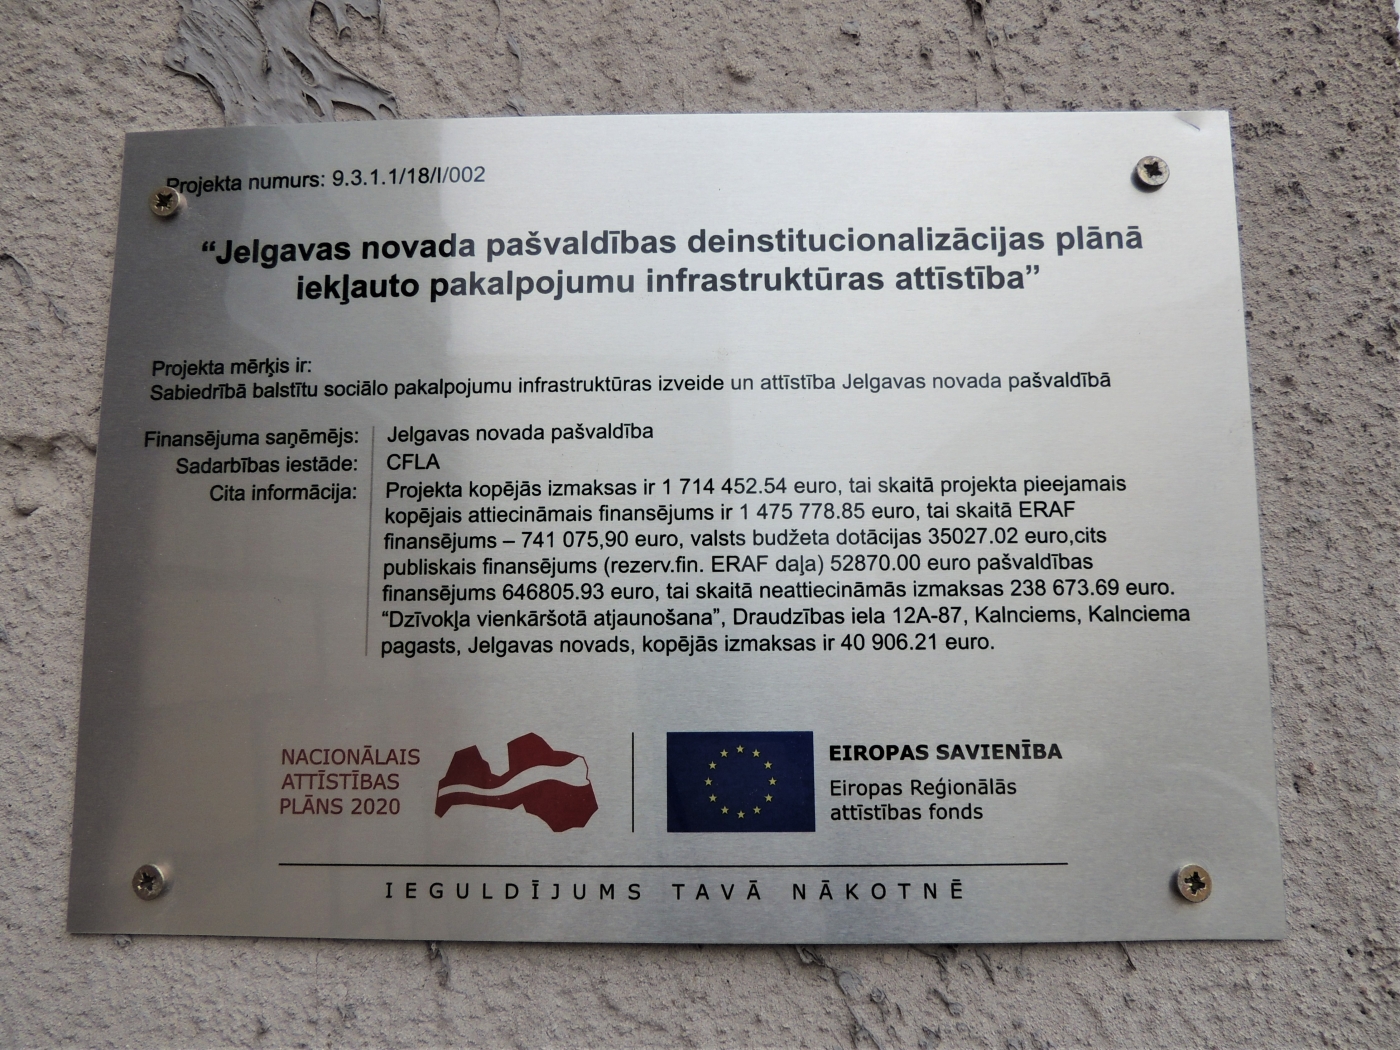 Projekta numurs: 9.3.1.1/18/I/002
“Jelgavas novada pašvaldības deinstitucionalizācijas plānā
iekļauto pakalpojumu infrastruktūras attīstība”
Projekta mērķis ir:
Sabiedrībā balstītu sociālo pakalpojumu infrastruktūras izveide un attīstība Jelgavas novada pašvaldībā
Finansējuma saņēmējs: Jelgavas novada pašvaldība
Sadarbības iestāde: CFLA
Cita informācija: Projekta kopējās izmaksas ir 1 714 452.54 euro, tai skaitā projekta pieejamais
kopējais attiecināmais finansējums ir 1 475 778.85 euro, tai skaitā ERAF
finansējums – 741 075,90 euro, valsts budžeta dotācijas 35027.02 euro,cits
publiskais finansējums (rezerv.fin. ERAF daļa) 52870.00 euro pašvaldības
finansējums 646805.93 euro, tai skaitā neattiecināmās izmaksas 238 673.69 euro.
“Dzīvokļa vienkāršotā atjaunošana”, Draudzības iela 12A-87, Kalnciems, Kalnciema
pagasts, Jelgavas novads, kopējās izmaksas ir 40 906.21 euro.
NACIONĀLAIS
ATTĪSTĪBAS
PLĀNS 2020
EIROPAS SAVIENĪBA
Eiropas Reģionālās
attīstības fonds
IEGULDĪJUMS TAVĀ NĀKOTNĒ